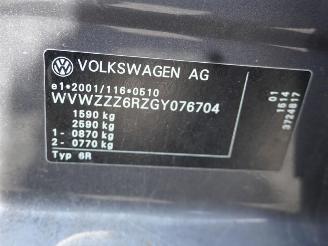 VOLKSWAGEN AG
e1*2001/116*0510
WVWZZZ6RZGY076704
1590 kg
2590 kg
1- 0870 kg
2- 0770 kg
Typ 6R
01
1614
3724617